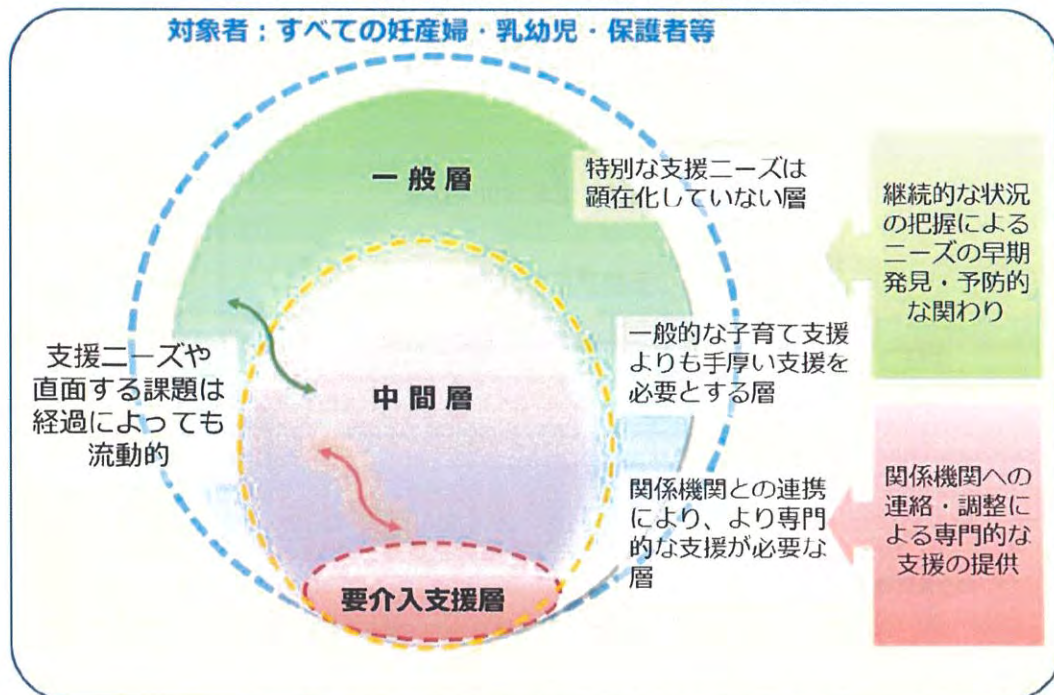 対象者：すべての妊産婦・乳幼児・保護者等
一般層
特別な支援ニーズは
顕在化していない層
継続的な状況
の把握による
ニーズの早期
発見・予防的
な関わり
支援ニーズや
直面する課題は
経過によっても
流動的
中間層
一般的な子育て支援
よりも手厚い支援を
必要とする層
関係機関との連携
により、より専門
的な支援が必要な
層
関係機関への
連絡・調整に
よる専門的な
支援の提供
要介入支援層